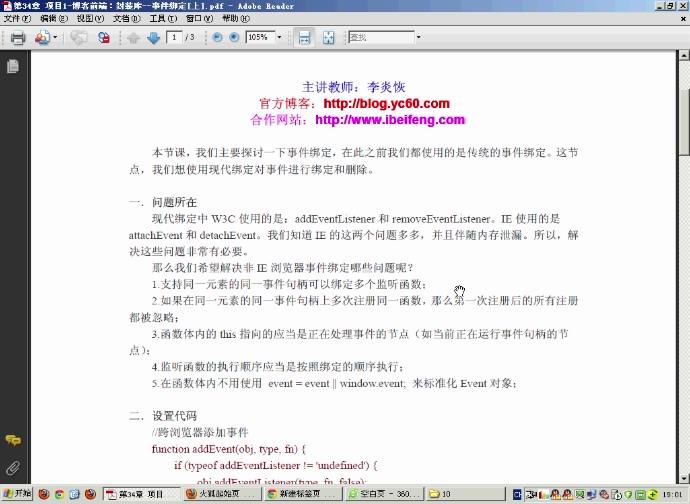 第34章 项目1-博客前端：封装库--事件绑定[上].pdf - Adobe Reader
文件(F) 编辑(E) 视图(V) 文档(D) 工具(T) 窗口(W) 帮助(H)
1 / 3 105% 查找
主讲教师：李炎恢
官方博客：http://blog.yc60.com
合作网站：http://www.ibeifeng.com
本节课，我们主要探讨一下事件绑定，在此之前我们都使用的是传统的事件绑定。这节
点，我们想使用现代绑定对事件进行绑定和删除。
一．问题所在
现代绑定中 W3C 使用的是：addEventListener 和 removeEventListener。IE 使用的是
attachEvent 和 detachEvent。我们知道 IE 的这两个问题多多，并且伴随内存泄漏。所以，解
决这些问题非常有必要。
那么我们希望解决非 IE 浏览器事件绑定哪些问题呢？
1.支持同一元素的同一事件句柄可以绑定多个监听函数；
2.如果在同一元素的同一事件句柄上多次注册同一函数，那么第一次注册后的所有注册
都被忽略；
3.函数体内的 this 指向的应当是正在处理事件的节点（如当前正在运行事件句柄的节
点）；
4.监听函数的执行顺序应当是按照绑定的顺序执行；
5.在函数体内不用使用 event = event || window.event; 来标准化 Event 对象；
二．设置代码
//跨浏览器添加事件
function addEvent(obj, type, fn) {
if (typeof addEventListener != 'undefined') {
obj.addEventListener(type, fn, false);
开始 第34章 项目... 火狐起始页 ... 新建标签页 ... 空白页 - 360... 10 19:01